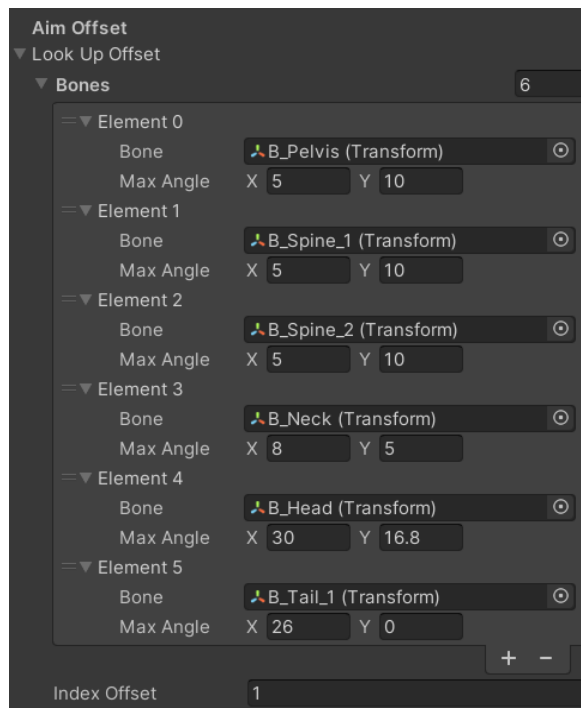 Aim Offset
Look Up Offset
Bones 6
Element 0
Bone B_Pelvis (Transform)
Max Angle X 5 Y 10
Element 1
Bone B_Spine_1 (Transform)
Max Angle X 5 Y 10
Element 2
Bone B_Spine_2 (Transform)
Max Angle X 5 Y 10
Element 3
Bone B_Neck (Transform)
Max Angle X 8 Y 5
Element 4
Bone B_Head (Transform)
Max Angle X 30 Y 16.8
Element 5
Bone B_Tail_1 (Transform)
Max Angle X 26 Y 0
+ −
Index Offset 1